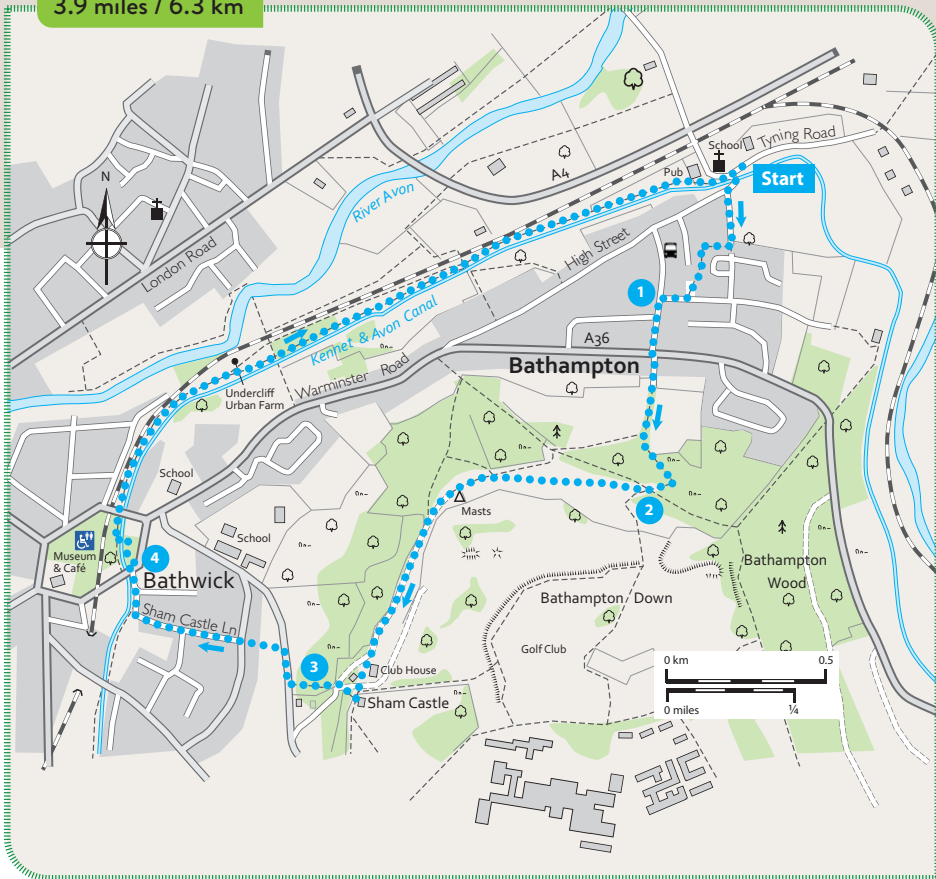 3.9 miles / 6.3 km
N
London Road
River Avon
A4
School
Tyning Road
Pub
Start
High Street
1
Kennet & Avon Canal
A36
Bathampton
Warminster Road
Undercliff
Urban Farm
School
Masts
2
School
Museum
& Café
4
Bathwick
Bathampton
Wood
Bathampton Down
Sham Castle Ln
Golf Club
3
Club House
Sham Castle
0 km
0.5
0 miles
¼